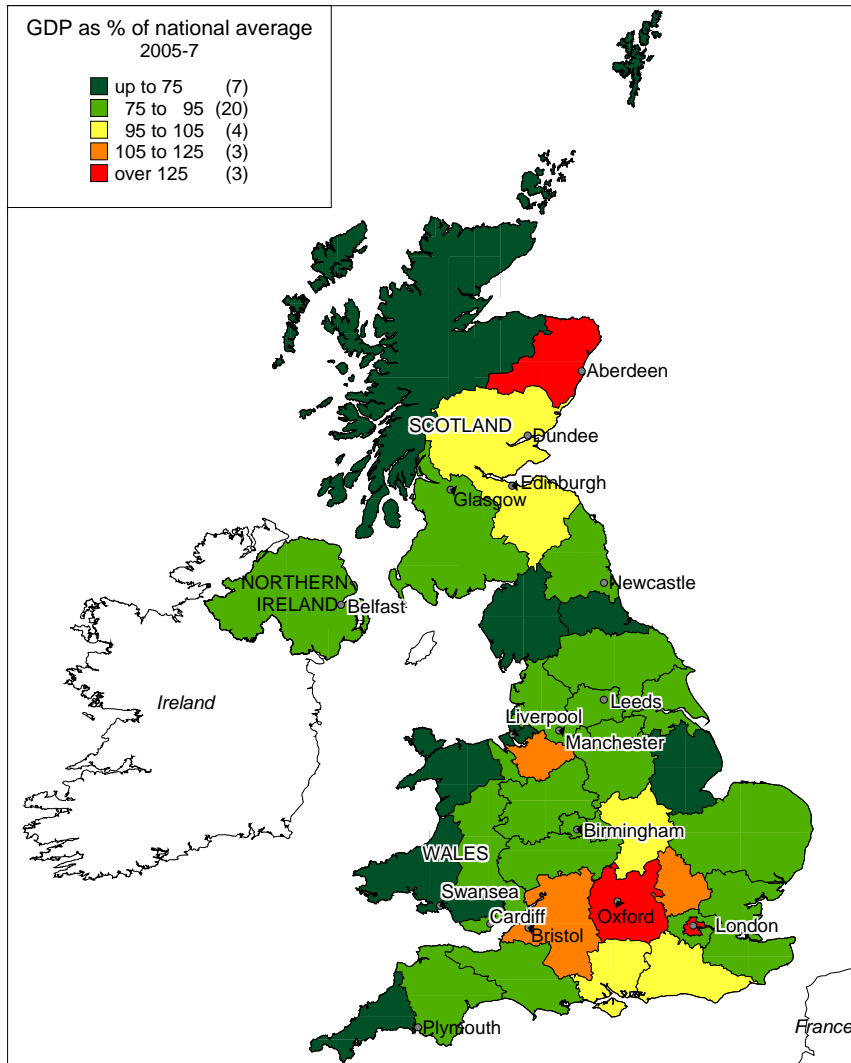 GDP as % of national average
2005-7
up to 75 (7)
75 to 95 (20)
95 to 105 (4)
105 to 125 (3)
over 125 (3)
Aberdeen
SCOTLAND
Dundee
Edinburgh
Glasgow
NORTHERN
IRELAND
Belfast
Newcastle
Ireland
Leeds
Liverpool
Manchester
Birmingham
WALES
Swansea
Cardiff
Oxford
London
Bristol
Plymouth
France